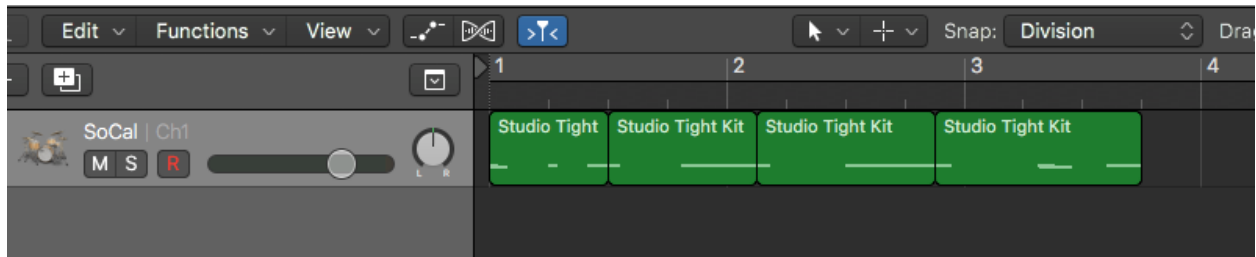 Edit Functions View Snap: Division
1 2 3 4
SoCal | Ch1
M S R
L R
Studio Tight Studio Tight Kit Studio Tight Kit Studio Tight Kit